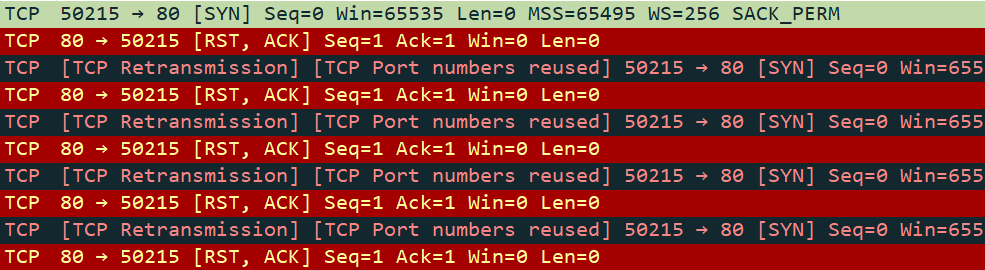 TCP 50215 → 80 [SYN] Seq=0 Win=65535 Len=0 MSS=65495 WS=256 SACK_PERM
TCP 80 → 50215 [RST, ACK] Seq=1 Ack=1 Win=0 Len=0
TCP [TCP Retransmission] [TCP Port numbers reused] 50215 → 80 [SYN] Seq=0 Win=655
TCP 80 → 50215 [RST, ACK] Seq=1 Ack=1 Win=0 Len=0
TCP [TCP Retransmission] [TCP Port numbers reused] 50215 → 80 [SYN] Seq=0 Win=655
TCP 80 → 50215 [RST, ACK] Seq=1 Ack=1 Win=0 Len=0
TCP [TCP Retransmission] [TCP Port numbers reused] 50215 → 80 [SYN] Seq=0 Win=655
TCP 80 → 50215 [RST, ACK] Seq=1 Ack=1 Win=0 Len=0
TCP [TCP Retransmission] [TCP Port numbers reused] 50215 → 80 [SYN] Seq=0 Win=655
TCP 80 → 50215 [RST, ACK] Seq=1 Ack=1 Win=0 Len=0